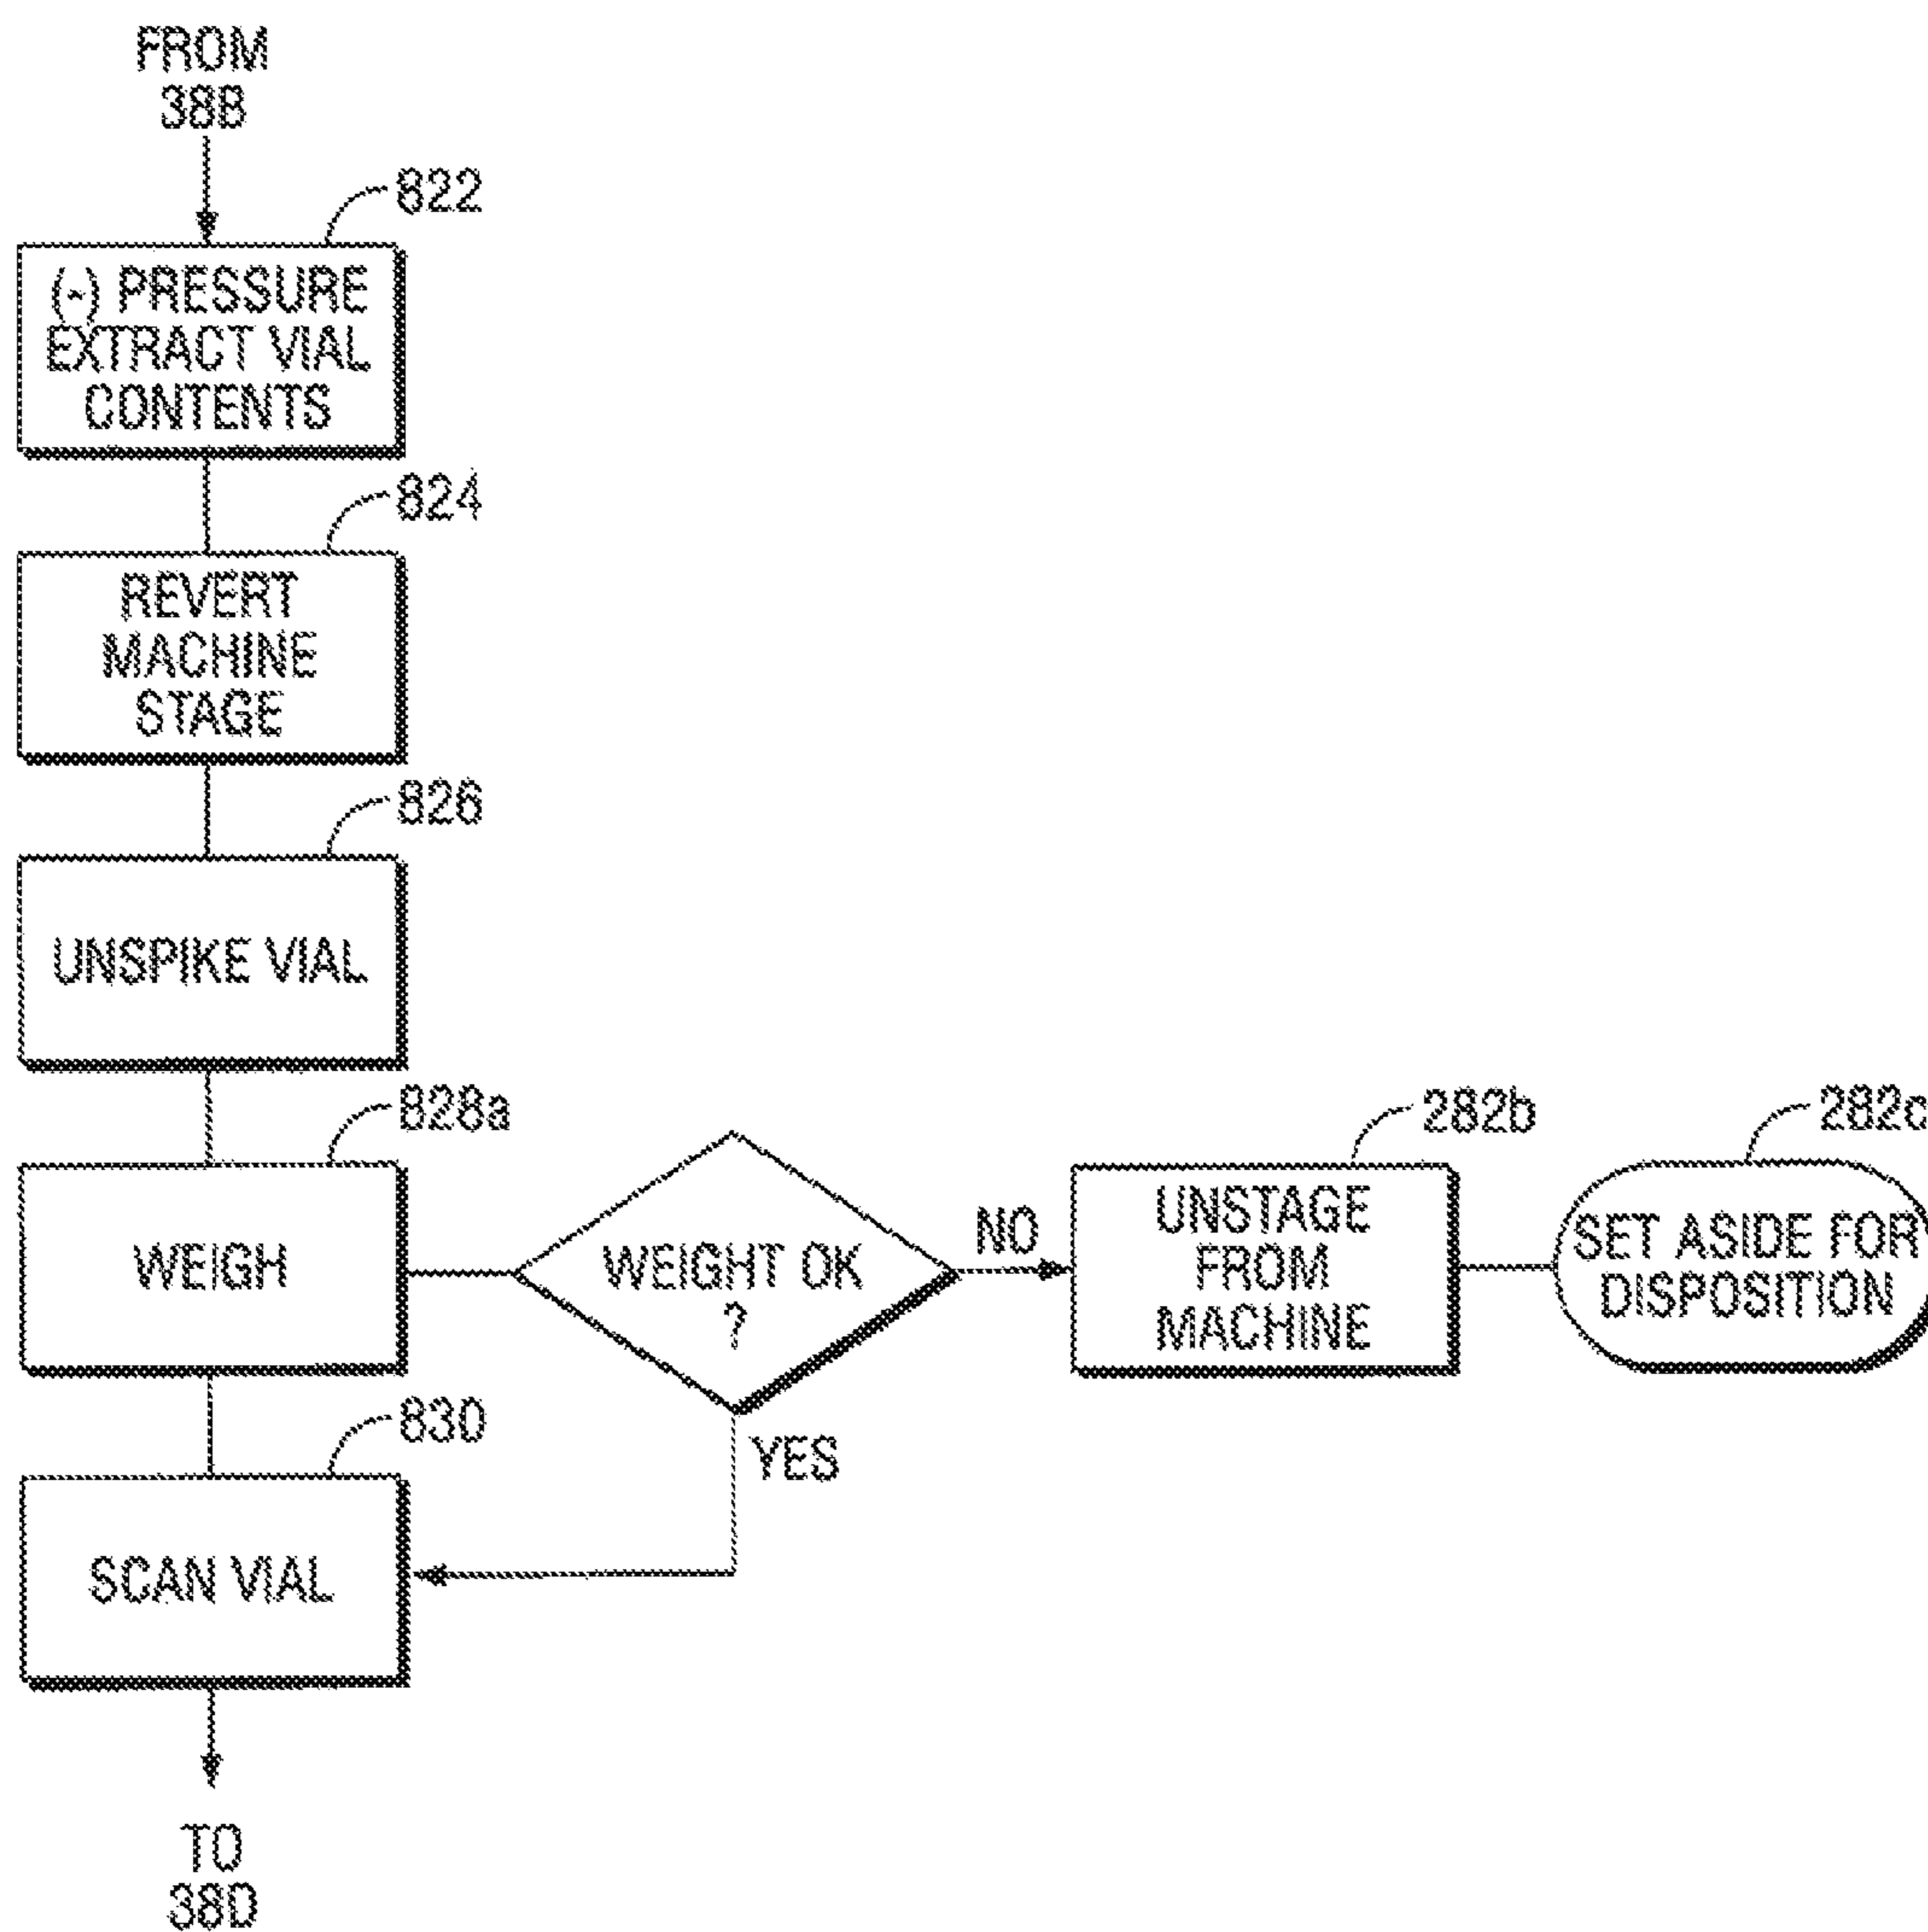 FROM
38B
822
(-) PRESSURE
EXTRACT VIAL
CONTENTS
824
REVERT
MACHINE
STAGE
826
UNSPIKE VIAL
828a
WEIGH
WEIGHT OK
?
NO
282b
UNSTAGE
FROM
MACHINE
282c
SET ASIDE FOR
DISPOSITION
YES
830
SCAN VIAL
TO
38D